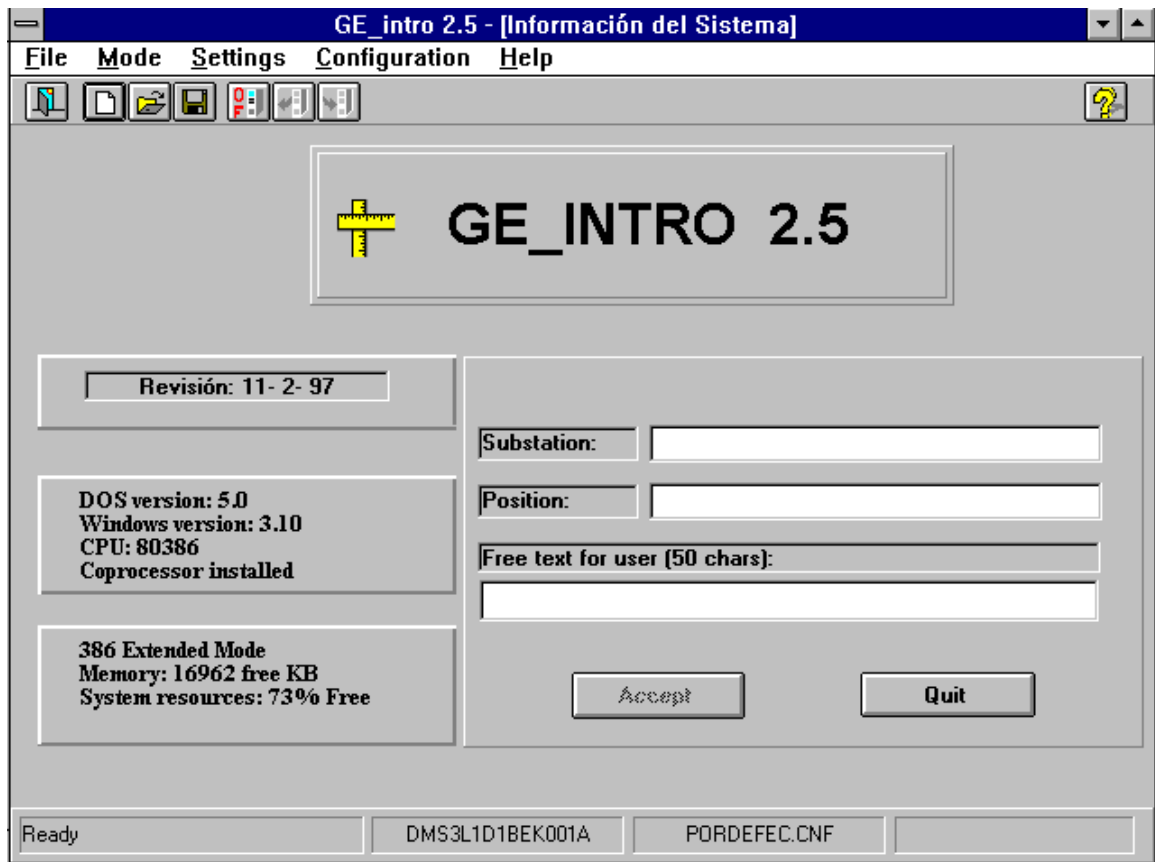 GE_intro 2.5 - [Información del Sistema]
File Mode Settings Configuration Help
O
F
GE_INTRO 2.5
Revisión: 11- 2- 97
DOS version: 5.0
Windows version: 3.10
CPU: 80386
Coprocessor installed
386 Extended Mode
Memory: 16962 free KB
System resources: 73% Free
Substation:
Position:
Free text for user (50 chars):
Accept Quit
Ready DMS3L1D1BEK001A PORDEFEC.CNF